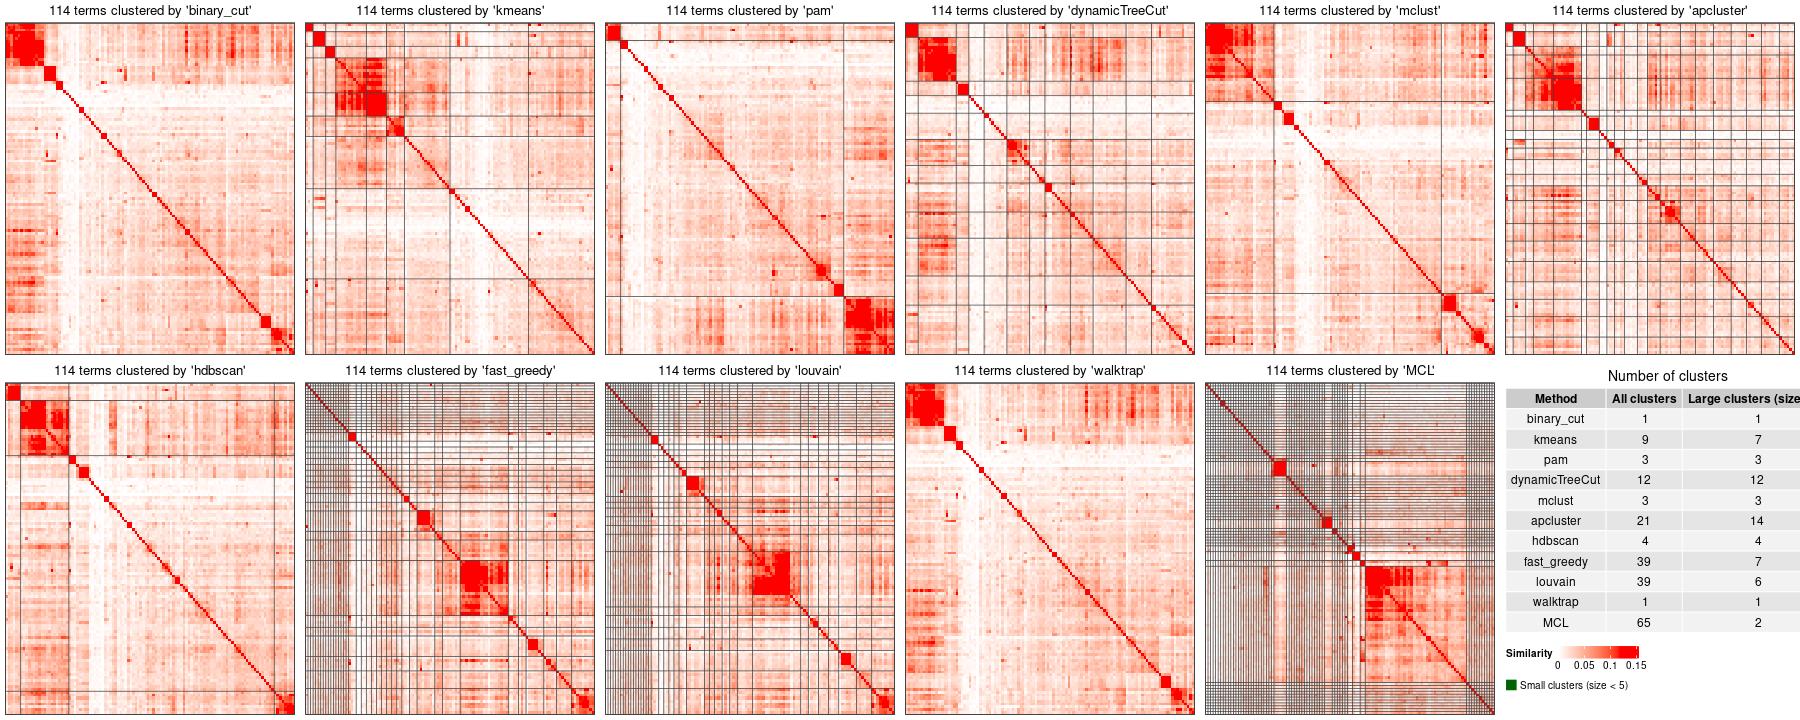 114 terms clustered by 'binary_cut'
114 terms clustered by 'kmeans'
114 terms clustered by 'pam'
114 terms clustered by 'dynamicTreeCut'
114 terms clustered by 'mclust'
114 terms clustered by 'apcluster'
114 terms clustered by 'hdbscan'
114 terms clustered by 'fast_greedy'
114 terms clustered by 'louvain'
114 terms clustered by 'walktrap'
114 terms clustered by 'MCL'
Number of clusters
Method All clusters Large clusters (size
binary_cut 1 1
kmeans 9 7
pam 3 3
dynamicTreeCut 12 12
mclust 3 3
apcluster 21 14
hdbscan 4 4
fast_greedy 39 7
louvain 39 6
walktrap 1 1
MCL 65 2
Similarity
0 0.05 0.1 0.15
Small clusters (size < 5)